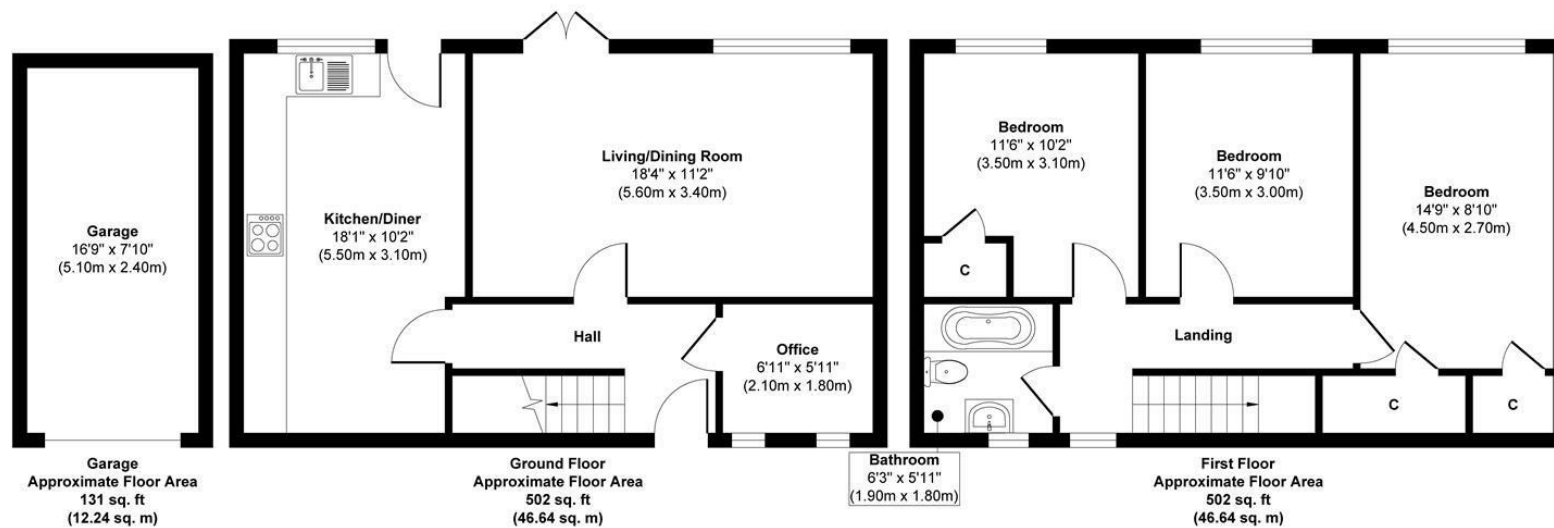 Garage
16'9" x 7'10"
(5.10m x 2.40m)
Garage
Approximate Floor Area
131 sq. ft
(12.24 sq. m)
Kitchen/Diner
18'1" x 10'2"
(5.50m x 3.10m)
Living/Dining Room
18'4" x 11'2"
(5.60m x 3.40m)
Hall
Office
6'11" x 5'11"
(2.10m x 1.80m)
Ground Floor
Approximate Floor Area
502 sq. ft
(46.64 sq. m)
Bedroom
11'6" x 10'2"
(3.50m x 3.10m)
C
Bedroom
11'6" x 9'10"
(3.50m x 3.00m)
Bedroom
14'9" x 8'10"
(4.50m x 2.70m)
Landing
C
C
Bathroom
6'3" x 5'11"
(1.90m x 1.80m)
First Floor
Approximate Floor Area
502 sq. ft
(46.64 sq. m)